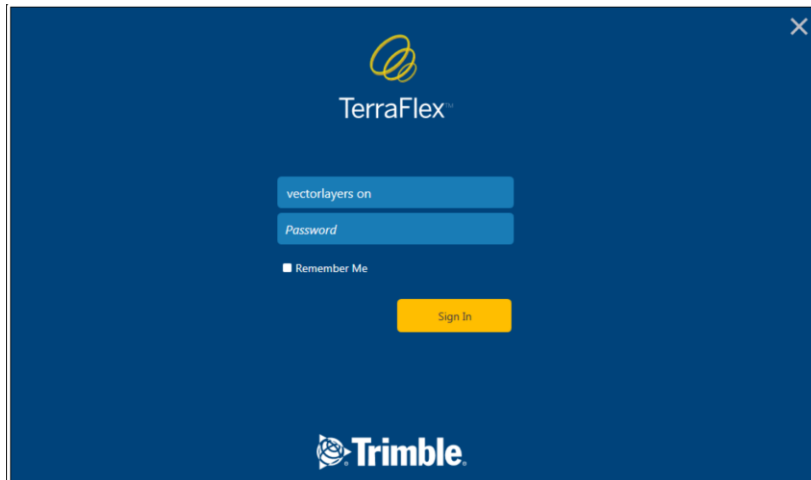 TerraFlex™
vectorlayers on
Password
Remember Me
Sign In
Trimble.